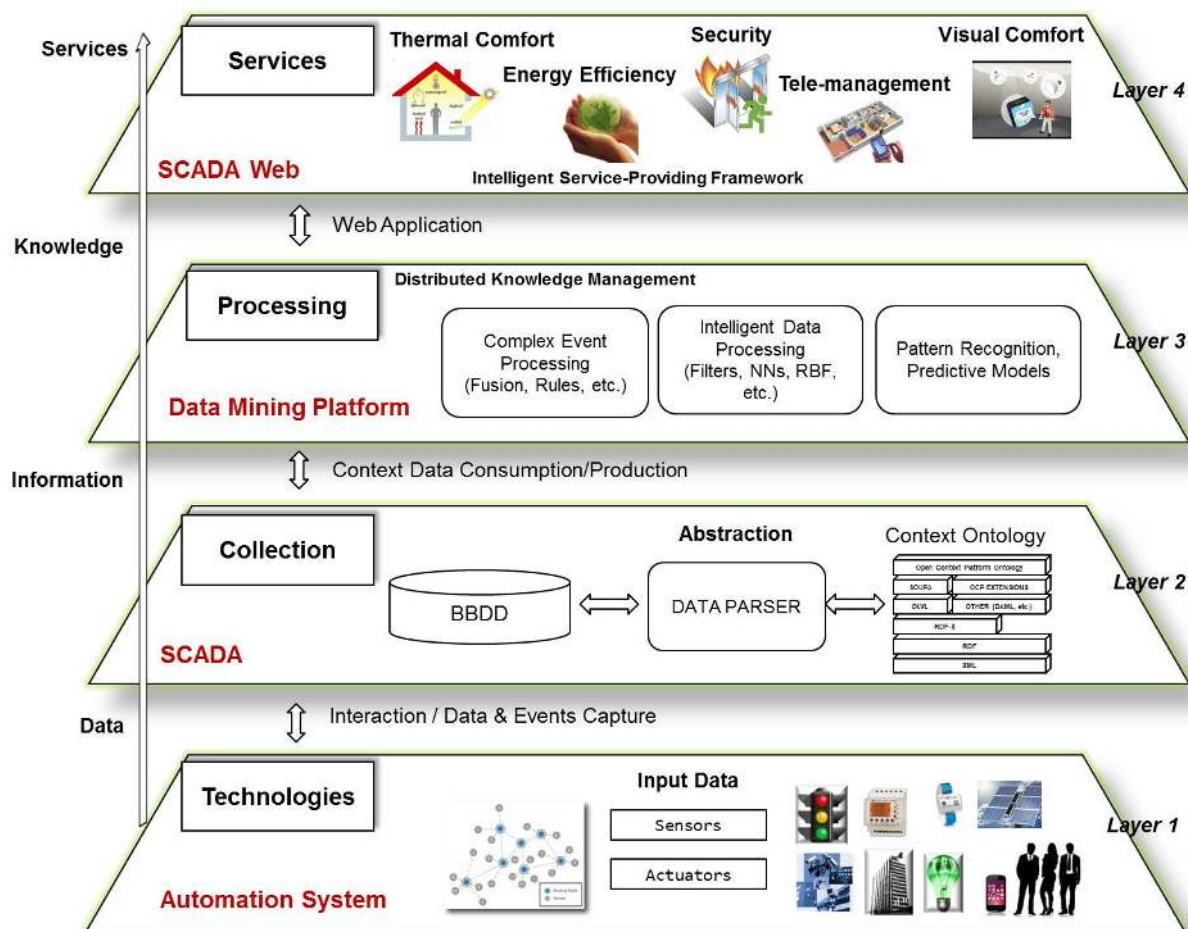 Services
Services
Thermal Comfort
Energy Efficiency
Security
Tele-management
Visual Comfort
Layer 4
SCADA Web
Intelligent Service-Providing Framework
Web Application
Knowledge
Processing
Distributed Knowledge Management
Complex Event
Processing
(Fusion, Rules, etc.)
Intelligent Data
Processing
(Filters, NNs, RBF,
etc.)
Pattern Recognition,
Predictive Models
Layer 3
Data Mining Platform
Information
Context Data Consumption/Production
Collection
Abstraction
Context Ontology
BBDD
DATA PARSER
Open Context Platform Ontology
SOUPA
OCP EXTENSIONS
OWL
OTHER (DAML, etc.)
RDF-S
RDF
XML
Layer 2
SCADA
Data
Interaction / Data & Events Capture
Technologies
Input Data
Sensors
Actuators
Layer 1
Automation System